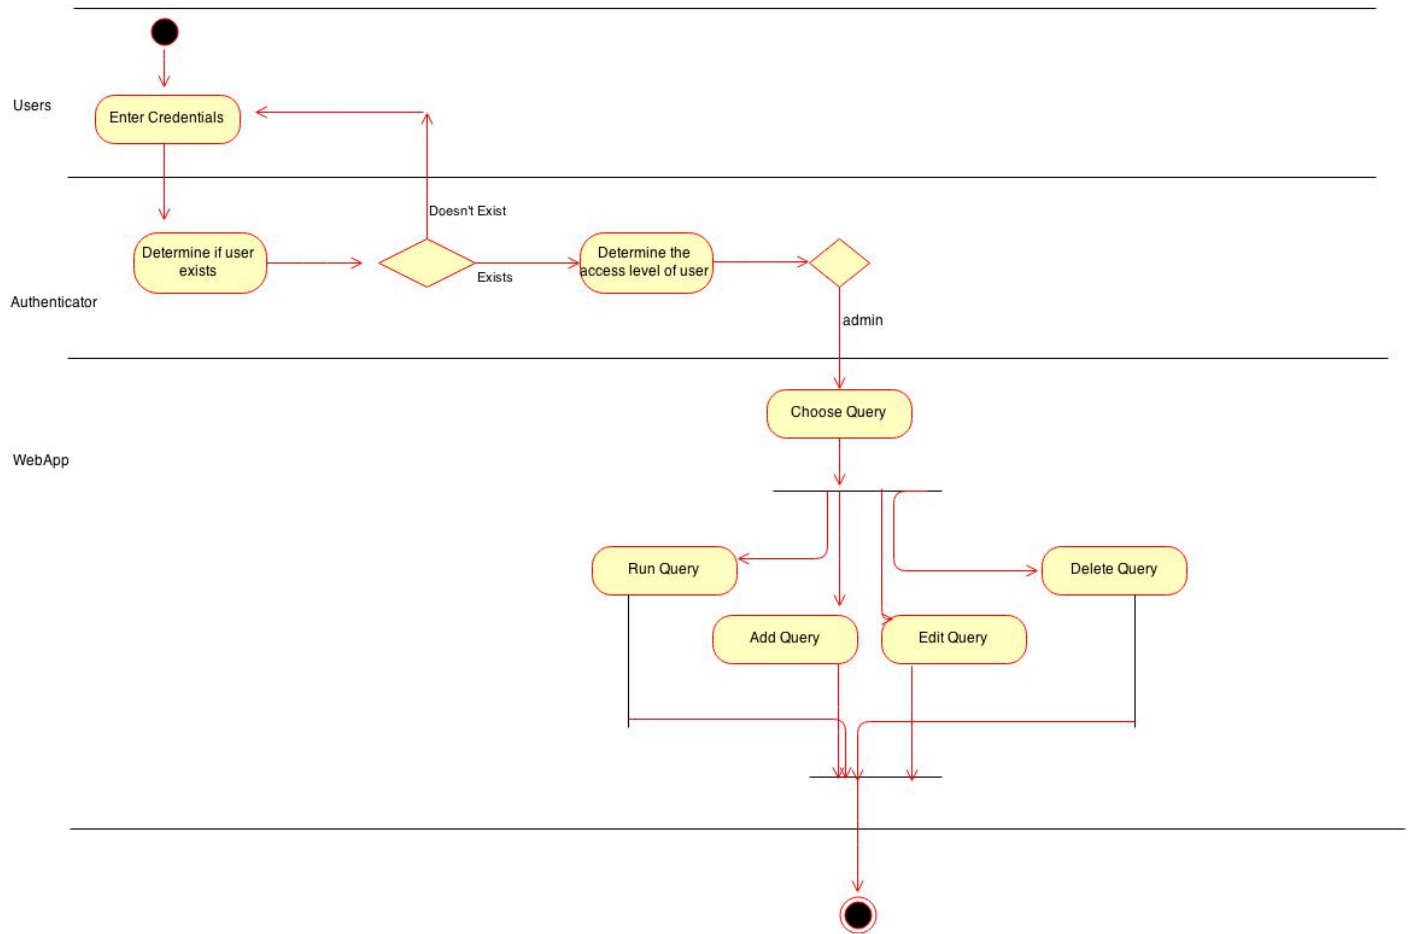 Users
Enter Credentials
Doesn't Exist
Determine if user
exists
Exists
Determine the
access level of user
Authenticator
admin
Choose Query
WebApp
Run Query
Delete Query
Add Query
Edit Query